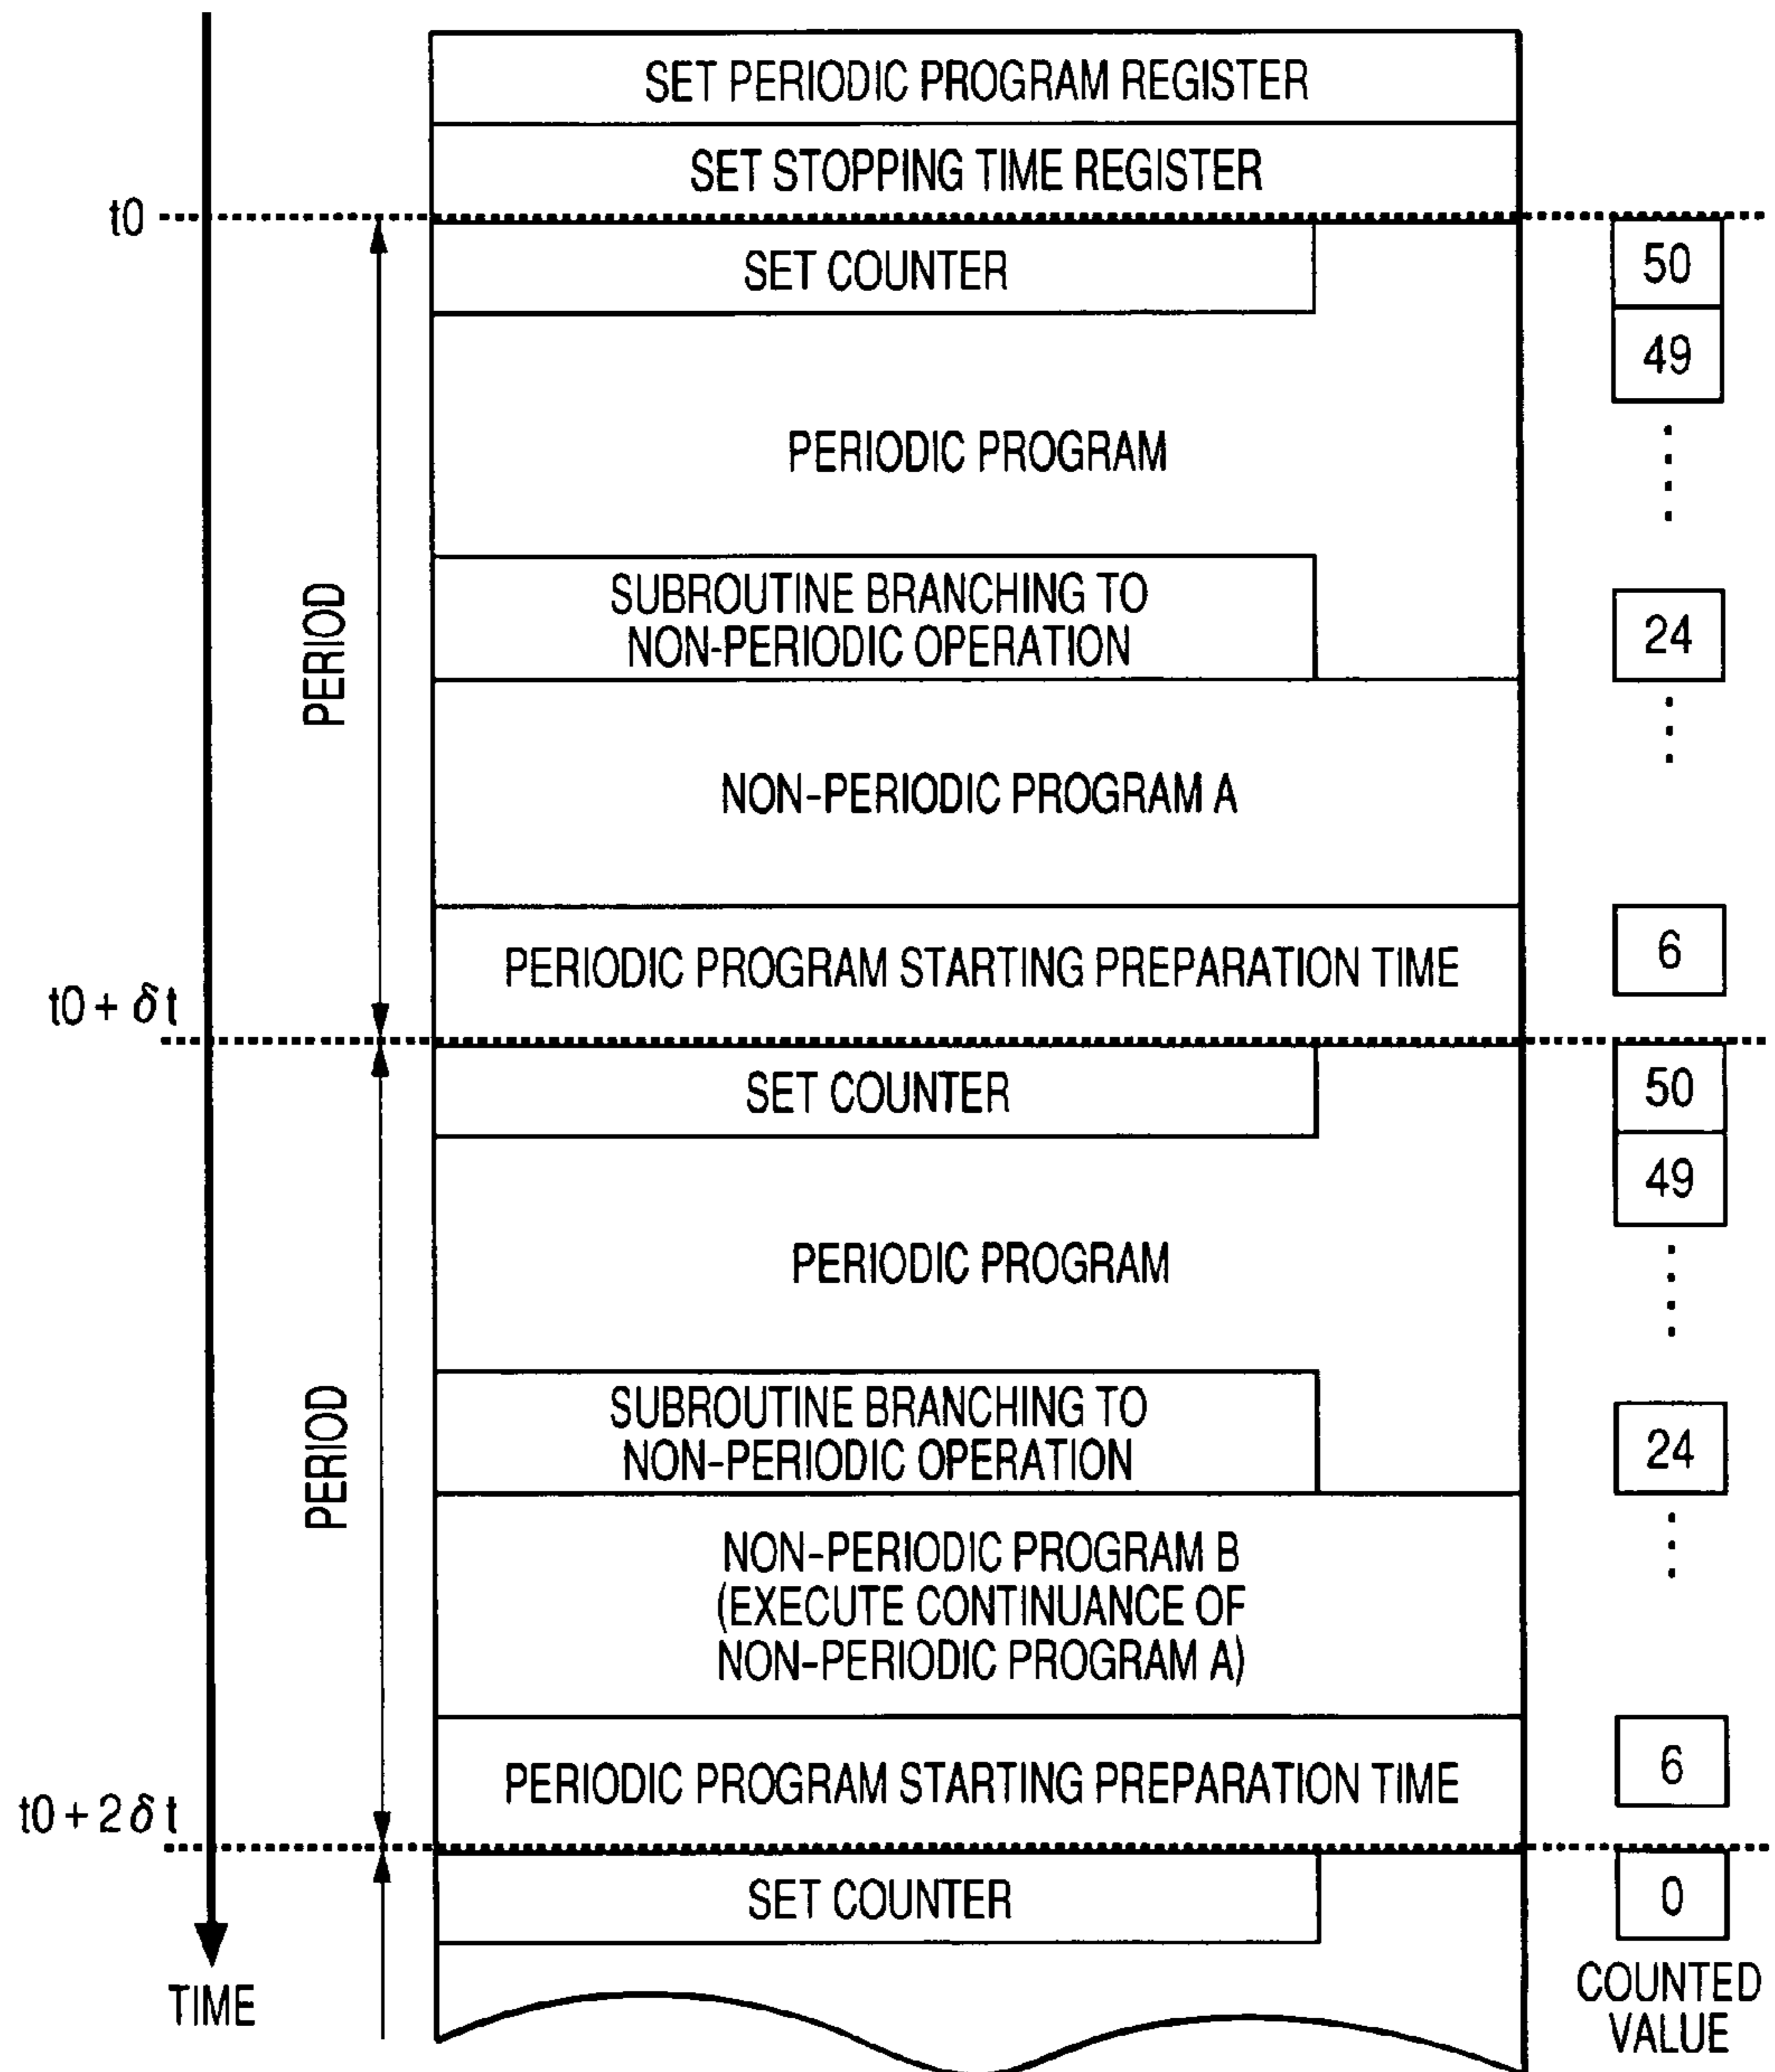 SET PERIODIC PROGRAM REGISTER
SET STOPPING TIME REGISTER
t0
SET COUNTER
50
49
PERIODIC PROGRAM
PERIOD
SUBROUTINE BRANCHING TO
NON-PERIODIC OPERATION
24
NON-PERIODIC PROGRAM A
PERIODIC PROGRAM STARTING PREPARATION TIME
6
t0 + δt
SET COUNTER
50
49
PERIODIC PROGRAM
PERIOD
SUBROUTINE BRANCHING TO
NON-PERIODIC OPERATION
24
NON-PERIODIC PROGRAM B
(EXECUTE CONTINUANCE OF
NON-PERIODIC PROGRAM A)
PERIODIC PROGRAM STARTING PREPARATION TIME
6
t0 + 2δt
SET COUNTER
0
TIME
COUNTED
VALUE